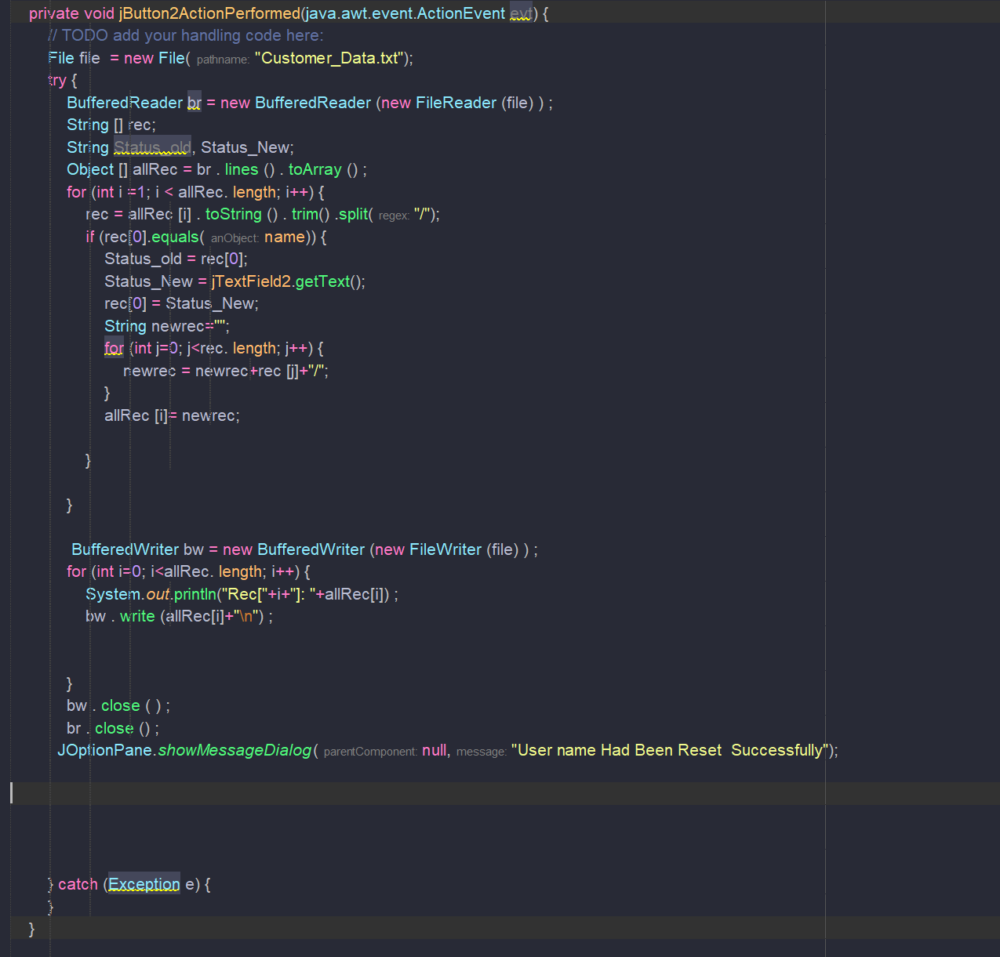 private void jButton2ActionPerformed(java.awt.event.ActionEvent evt) {
// TODO add your handling code here:
File file  = new File( pathname: "Customer_Data.txt");
try {
BufferedReader br = new BufferedReader (new FileReader (file) ) ;
String [] rec;
String Status_old, Status_New;
Object [] allRec = br . lines () . toArray () ;
for (int i =1; i < allRec. length; i++) {
rec = allRec [i] . toString () . trim() .split( regex: "/");
if (rec[0].equals( anObject: name)) {
Status_old = rec[0];
Status_New = jTextField2.getText();
rec[0] = Status_New;
String newrec="";
for (int j=0; j<rec. length; j++) {
newrec = newrec+rec [j]+"/";
}
allRec [i]= newrec;
}
}
BufferedWriter bw = new BufferedWriter (new FileWriter (file) ) ;
for (int i=0; i<allRec. length; i++) {
System.out.println("Rec["+i+"]: "+allRec[i]) ;
bw . write (allRec[i]+"\n") ;
}
bw . close ( ) ;
br . close () ;
JOptionPane.showMessageDialog( parentComponent: null, message: "User name Had Been Reset  Successfully");
} catch (Exception e) {
}
}